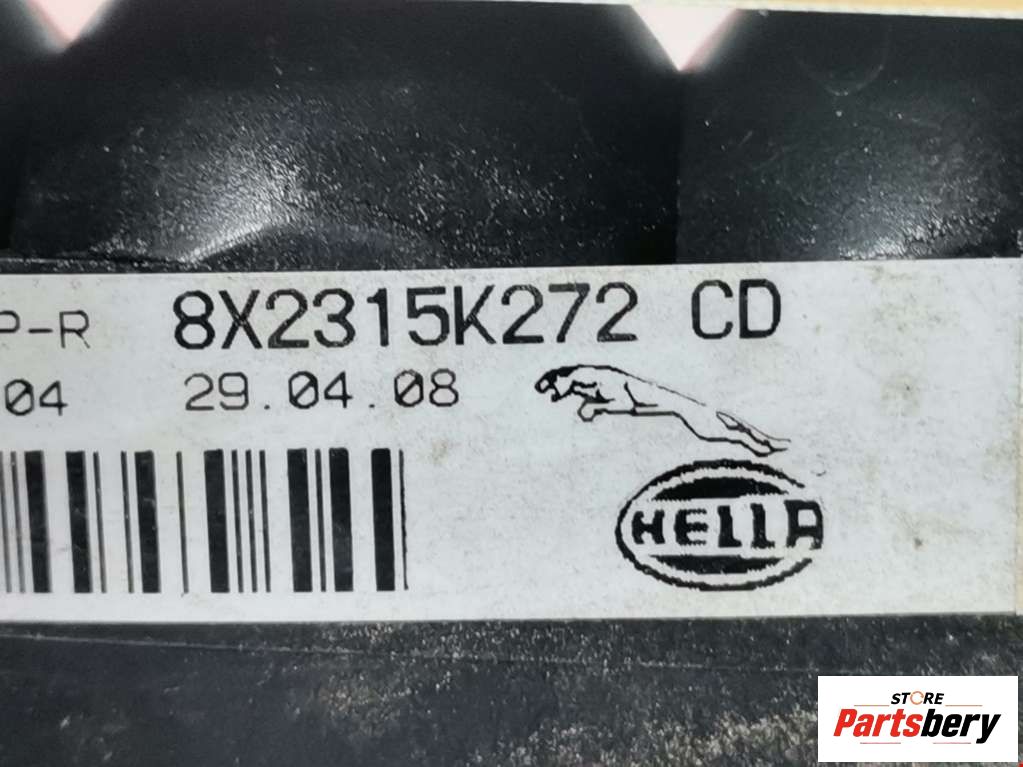 P-R 8X2315K272 CD
04 29.04.08
HELLA
STORE
Partsbery